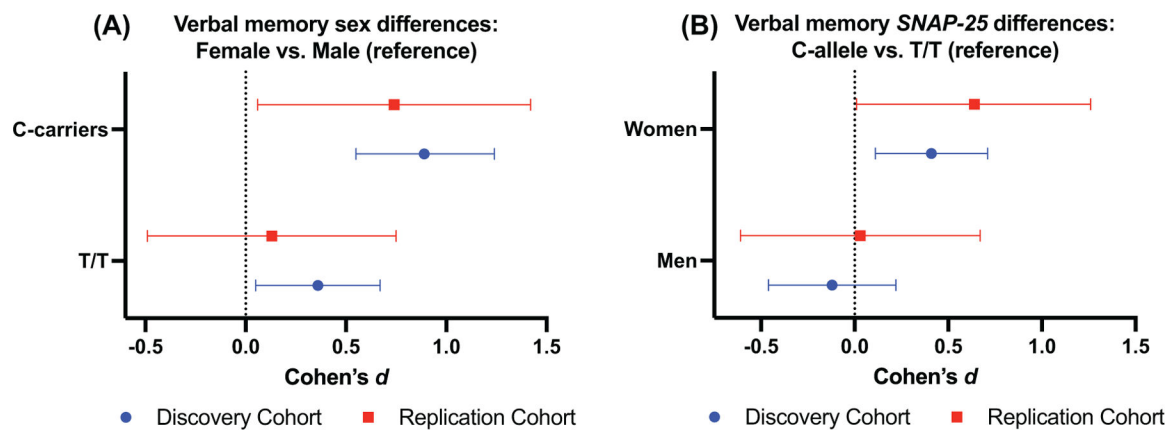 (A)
Verbal memory sex differences:
Female vs. Male (reference)
C-carriers
T/T
-0.5 0.0 0.5 1.0 1.5
Cohen's d
Discovery Cohort Replication Cohort
(B)
Verbal memory SNAP-25 differences:
C-allele vs. T/T (reference)
Women
Men
-0.5 0.0 0.5 1.0 1.5
Cohen's d
Discovery Cohort Replication Cohort